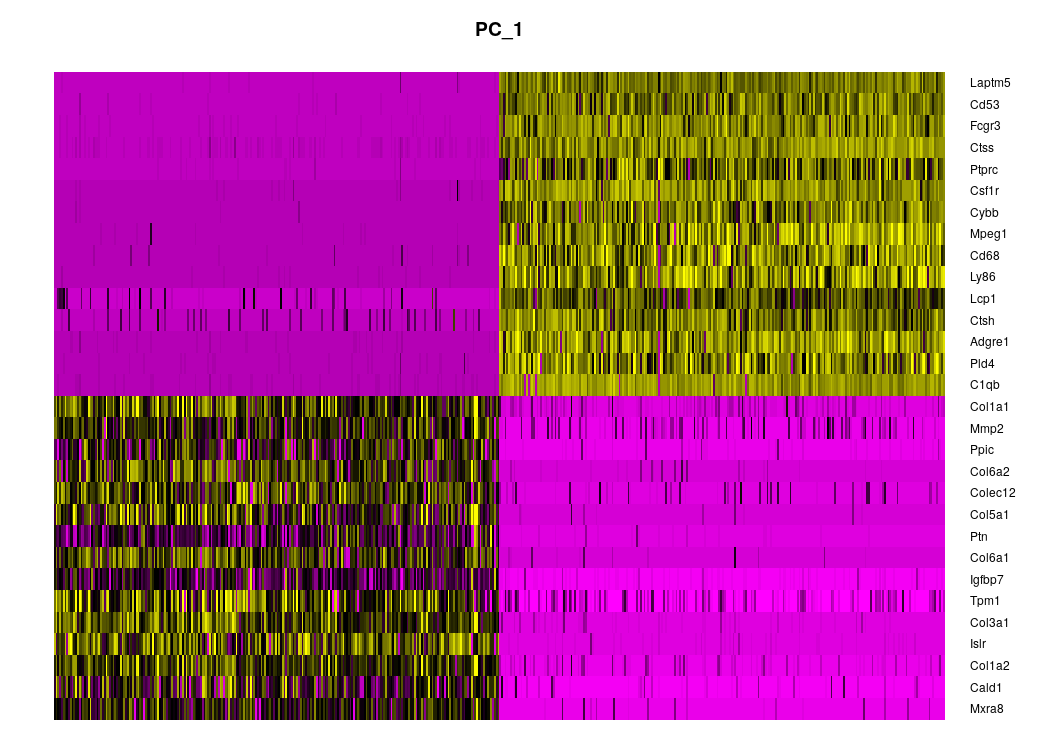 PC_1
Laptm5
Cd53
Fcgr3
Ctss
Ptprc
Csf1r
Cybb
Mpeg1
Cd68
Ly86
Lcp1
Ctsh
Adgre1
Pld4
C1qb
Col1a1
Mmp2
Ppic
Col6a2
Colec12
Col5a1
Ptn
Col6a1
Igfbp7
Tpm1
Col3a1
Islr
Col1a2
Cald1
Mxra8